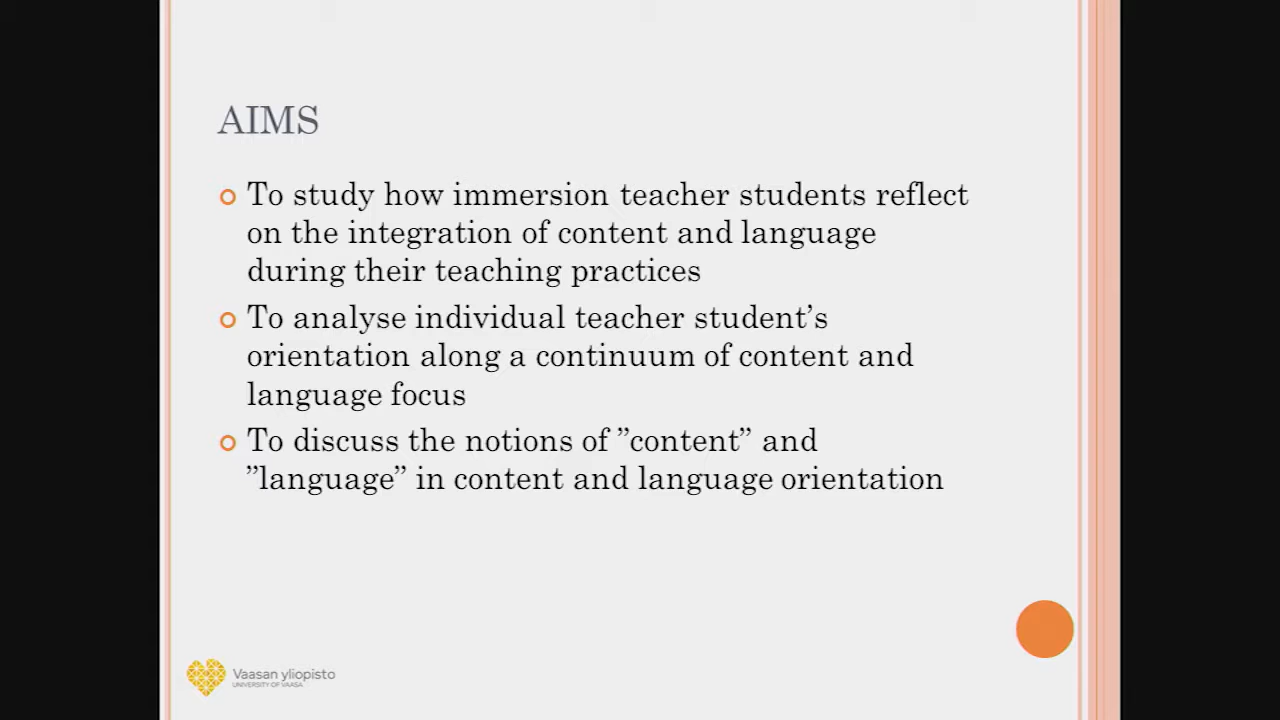 AIMS
To study how immersion teacher students reflect
on the integration of content and language
during their teaching practices
To analyse individual teacher student’s
orientation along a continuum of content and
language focus
To discuss the notions of ”content” and
”language” in content and language orientation
Vaasan yliopisto
UNIVERSITY OF VAASA